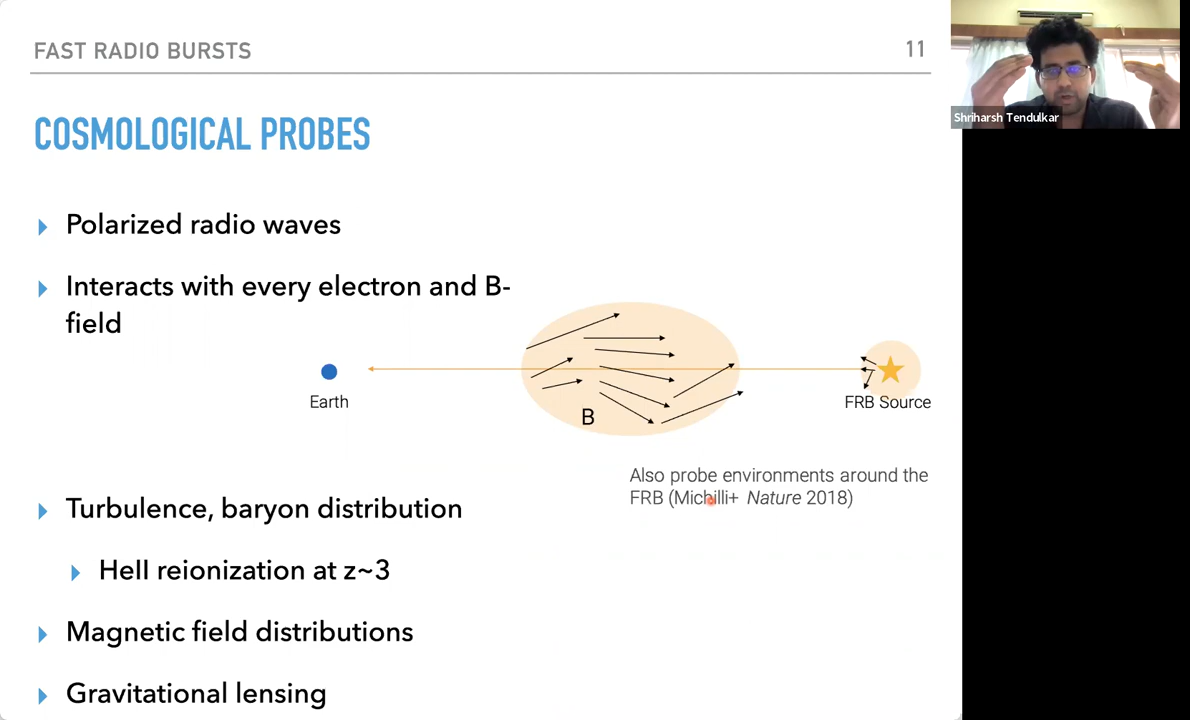 FAST RADIO BURSTS
11
COSMOLOGICAL PROBES
Polarized radio waves
Interacts with every electron and B-
field
Earth
B
FRB Source
Also probe environments around the
FRB (Michilli+ Nature 2018)
Turbulence, baryon distribution
HeII reionization at z~3
Magnetic field distributions
Gravitational lensing
Shriharsh Tendulkar